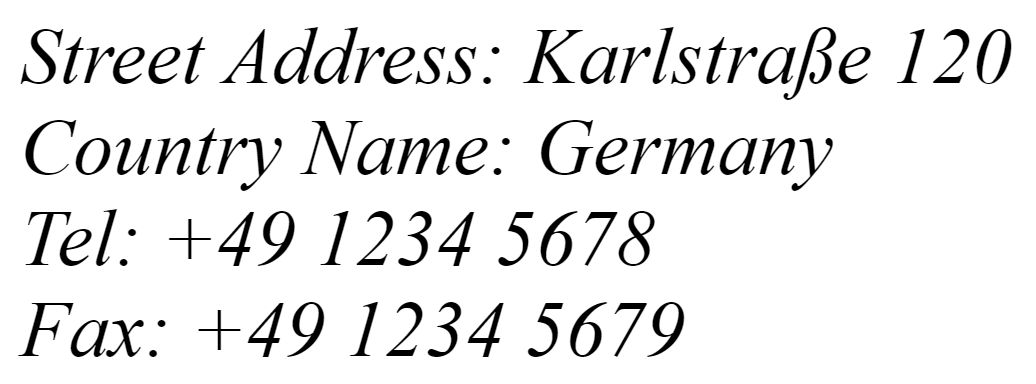 Street Address: Karlstraße 120
Country Name: Germany
Tel: +49 1234 5678
Fax: +49 1234 5679